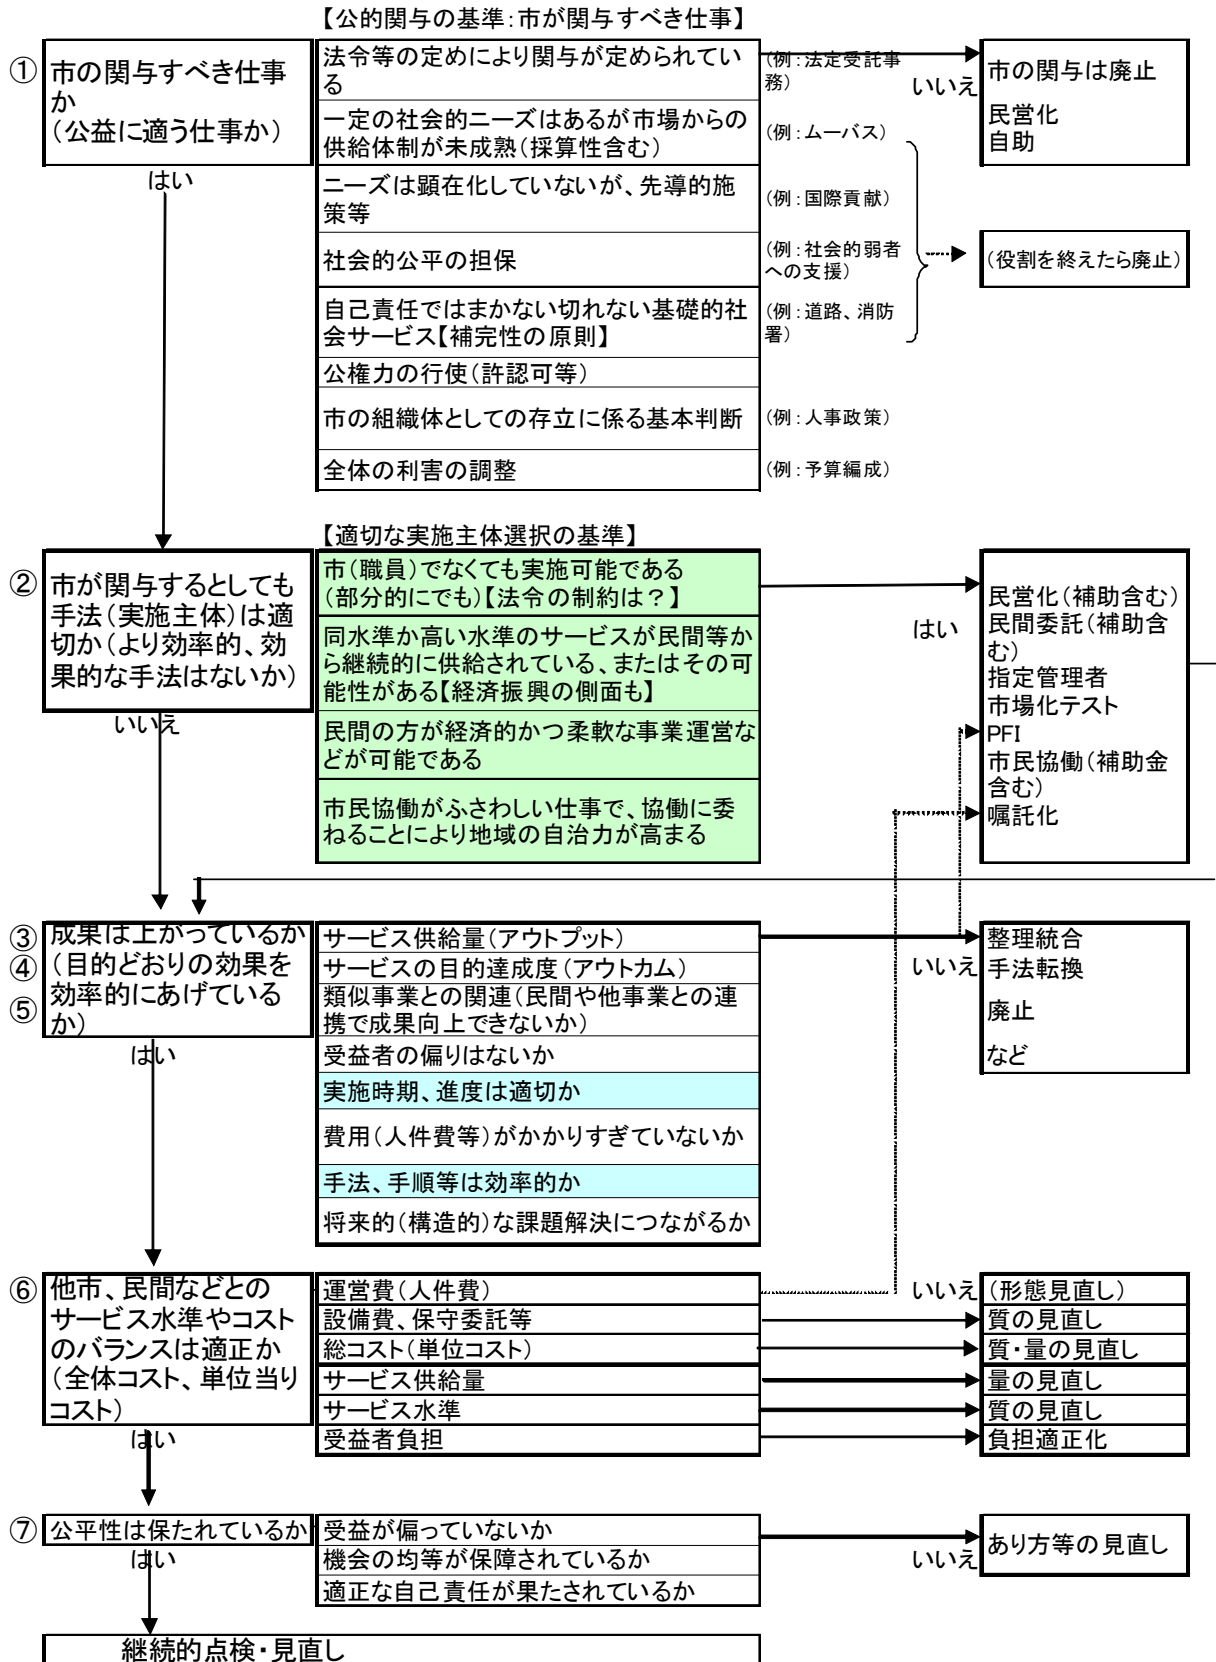 【公的関与の基準：市が関与すべき仕事】
①
市の関与すべき仕事
か
（公益に適う仕事か）
はい
法令等の定めにより関与が定められてい
る
（例：法定受託事
務）
いいえ
市の関与は廃止
民営化
自助
一定の社会的ニーズはあるが市場からの
供給体制が未成熟（採算性含む）
（例：ムーバス）
ニーズは顕在化していないが、先導的施
策等
（例：国際貢献）
社会的公平の担保
（例：社会的弱者
への支援）
（役割を終えたら廃止）
自己責任ではまかない切れない基礎的社
会サービス【補完性の原則】
（例：道路、消防
署）
公権力の行使（許認可等）
市の組織体としての存立に係る基本判断
（例：人事政策）
全体の利害の調整
（例：予算編成）
【適切な実施主体選択の基準】
②
市が関与するとしても
手法（実施主体）は適
切か（より効率的、効
果的な手法はないか）
いいえ
市（職員）でなくても実施可能である
（部分的にでも）【法令の制約は？】
同水準か高い水準のサービスが民間等か
ら継続的に供給されている、またはその可
能性がある【経済振興の側面も】
民間の方が経済的かつ柔軟な事業運営な
どが可能である
市民協働がふさわしい仕事で、協働に委
ねることにより地域の自治力が高まる
はい
民営化（補助含む）
民間委託（補助含
む）
指定管理者
市場化テスト
PFI
市民協働（補助金
含む）
嘱託化
③
④
⑤
成果は上がっているか
（目的どおりの効果を
効率的にあげている
か）
はい
サービス供給量（アウトプット）
サービスの目的達成度（アウトカム）
類似事業との関連（民間や他事業との連
携で成果向上できないか）
受益者の偏りはないか
実施時期、進度は適切か
費用（人件費等）がかかりすぎていないか
手法、手順等は効率的か
将来的（構造的）な課題解決につながるか
いいえ
整理統合
手法転換
廃止
など
⑥
他市、民間などとの
サービス水準やコスト
のバランスは適正か
（全体コスト、単位当り
コスト）
はい
運営費（人件費）
いいえ
（形態見直し）
設備費、保守委託等
質の見直し
総コスト（単位コスト）
質・量の見直し
サービス供給量
量の見直し
サービス水準
質の見直し
受益者負担
負担適正化
⑦
公平性は保たれているか
はい
受益が偏っていないか
機会の均等が保障されているか
適正な自己責任が果たされているか
いいえ
あり方等の見直し
継続的点検・見直し